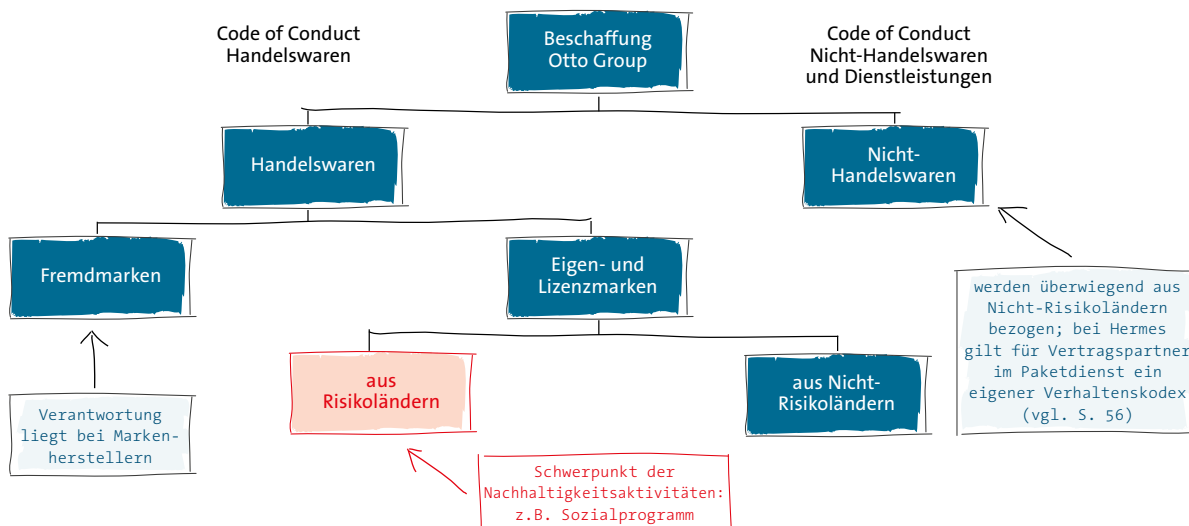 Code of Conduct
Handelswaren
Beschaffung
Otto Group
Code of Conduct
Nicht-Handelswaren
und Dienstleistungen
Handelswaren
Nicht-
Handelswaren
Fremdmarken
Eigen- und
Lizenzmarken
werden überwiegend aus
Nicht-Risikoländern
bezogen; bei Hermes
gilt für Vertragspartner
im Paketdienst ein
eigener Verhaltenskodex
(vgl. S. 56)
aus
Risikoländern
aus Nicht-
Risikoländern
Verantwortung
liegt bei Marken-
herstellern
Schwerpunkt der
Nachhaltigkeitsaktivitäten:
z.B. Sozialprogramm